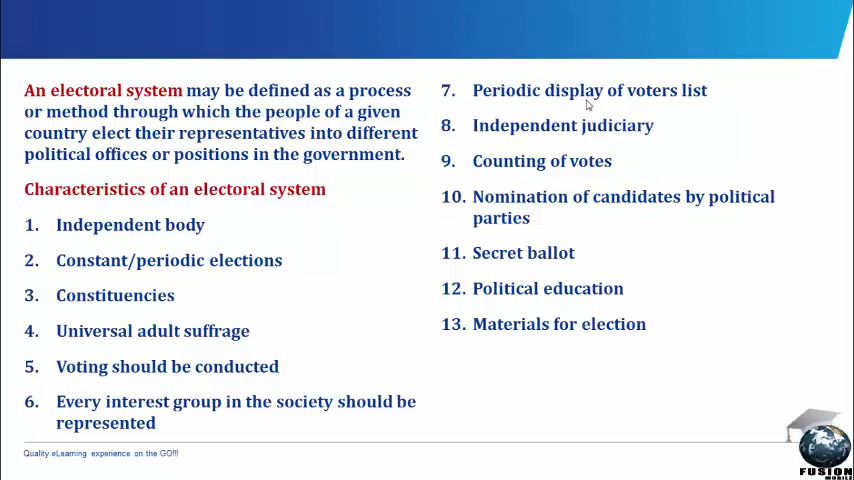 An electoral system may be defined as a process
or method through which the people of a given
country elect their representatives into different
political offices or positions in the government.
Characteristics of an electoral system
1. Independent body
2. Constant/periodic elections
3. Constituencies
4. Universal adult suffrage
5. Voting should be conducted
6. Every interest group in the society should be
represented
7. Periodic display of voters list
8. Independent judiciary
9. Counting of votes
10. Nomination of candidates by political
parties
11. Secret ballot
12. Political education
13. Materials for election
Quality eLearning experience on the GO!!!
FUSION
MOBILE